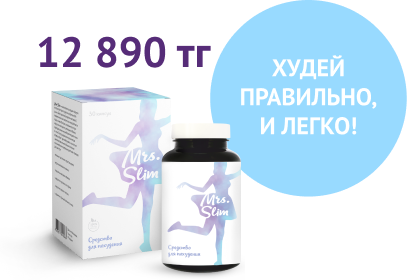 12 890 тг
ХУДЕЙ
ПРАВИЛЬНО,
И ЛЕГКО!
Mrs.
Slim
Средство
для похудения
Mrs.
Slim
Средство
для похудения